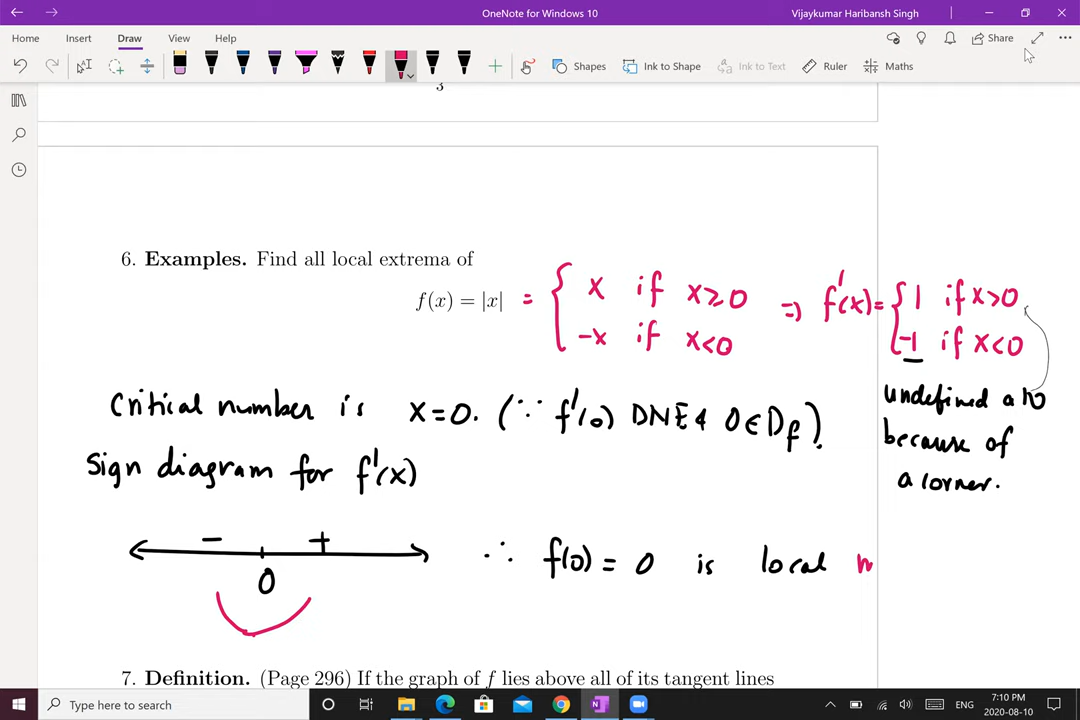 OneNote for Windows 10
Vijaykumar Haribansh Singh
Home Insert Draw View Help
Share
Shapes Ink to Shape Ink to Text Ruler Maths
3
6. Examples. Find all local extrema of
f(x) = |x| = { x if x≥0 => f'(x) = { 1 if x>0
-x if x<0 -1 if x<0
undefined at 0
because of
a corner.
Critical number is x=0. (∵ f'(0) DNE & 0∈Df).
Sign diagram for f'(x)
− +
0
∴ f(0) = 0 is local
7. Definition. (Page 296) If the graph of f lies above all of its tangent lines
Type here to search
ENG
7:10 PM
2020-08-10